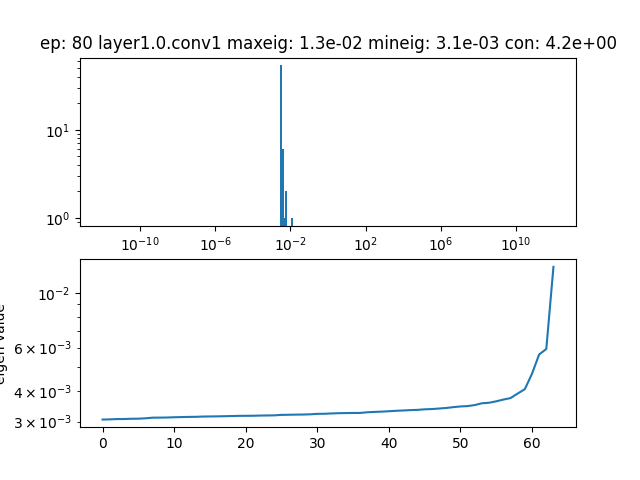 ep: 80 layer1.0.conv1 maxeig: 1.3e-02 mineig: 3.1e-03 con: 4.2e+00
10¹
10⁰
10⁻¹⁰ 10⁻⁶ 10⁻² 10² 10⁶ 10¹⁰
eigen value
10⁻²
6 × 10⁻³
4 × 10⁻³
3 × 10⁻³
0 10 20 30 40 50 60